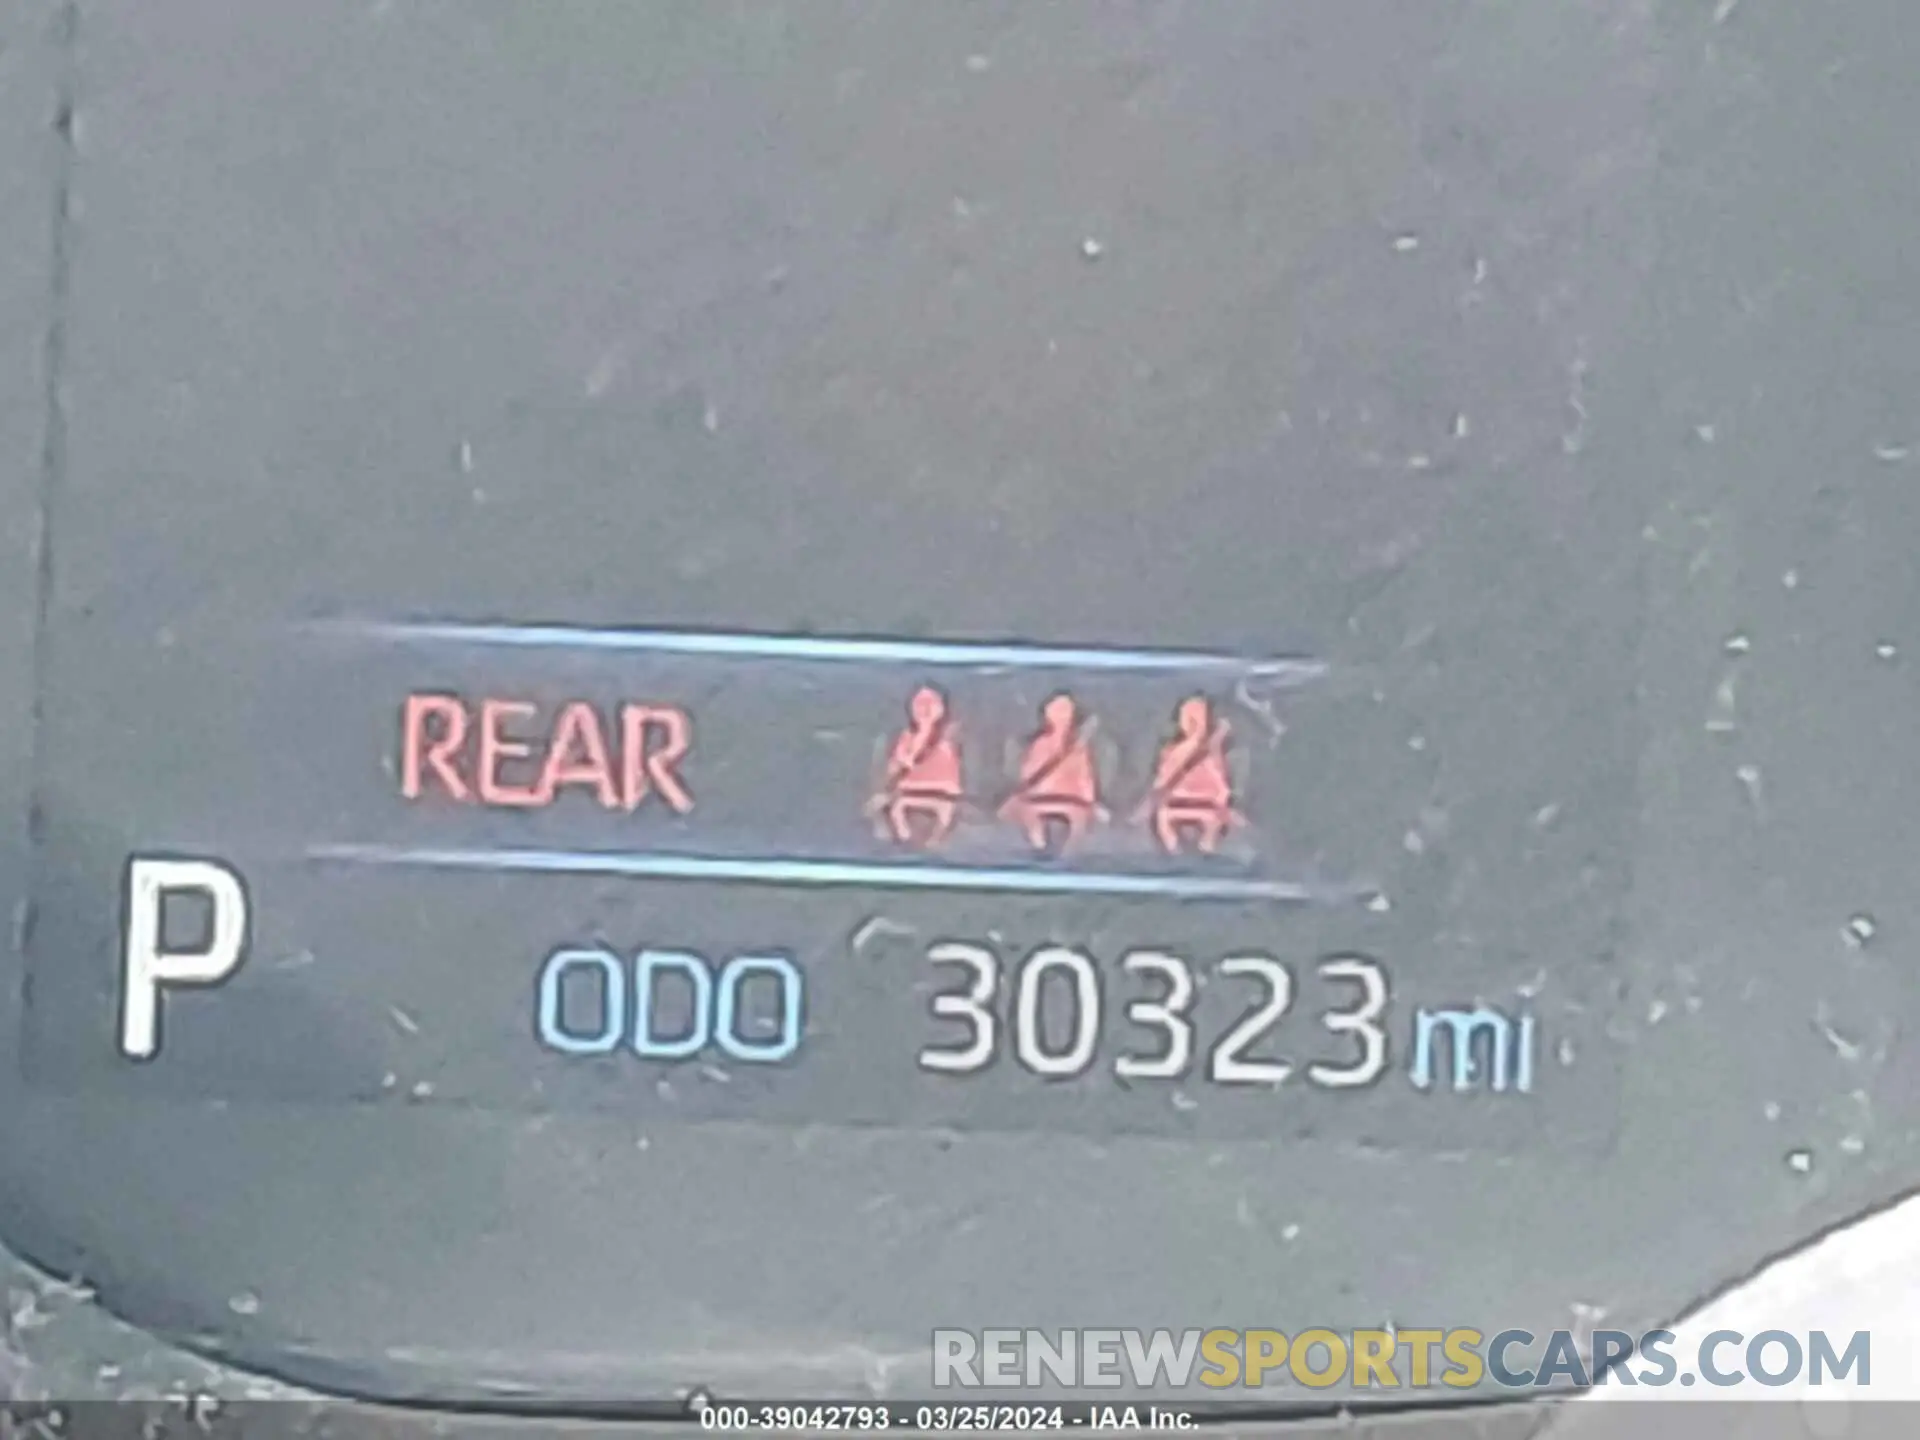 REAR
P ODO 30323 mi
RENEWSPORTSCARS.COM
000-39042793 - 03/25/2024 - IAA Inc.